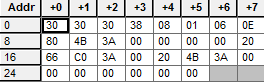 Addr +0 +1 +2 +3 +4 +5 +6 +7
0 30 30 30 38 08 01 06 0E
8 80 4B 3A 00 00 00 00 20
16 66 C0 3A 00 20 4B 3A 00
24 00 00 00 00 00 00 00